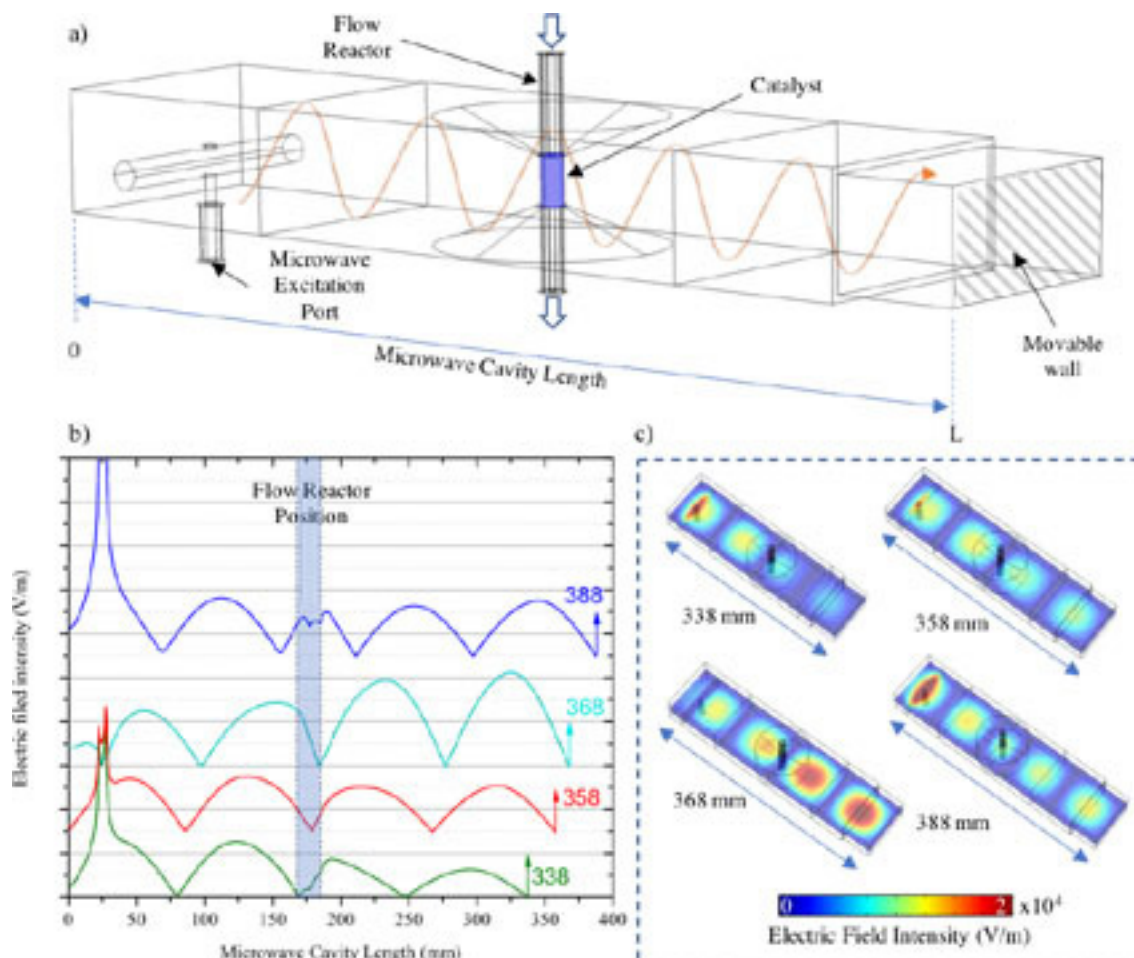 a)
Flow
Reactor
Catalyst
Microwave
Excitation
Port
Movable
wall
0
Microwave Cavity Length
L
b)
Flow Reactor
Position
388
368
358
338
Electric filed intensity (V/m)
0 50 100 150 200 250 300 350 400
Microwave Cavity Length (mm)
c)
338 mm
358 mm
368 mm
388 mm
0 2 x10⁴
Electric Field Intensity (V/m)